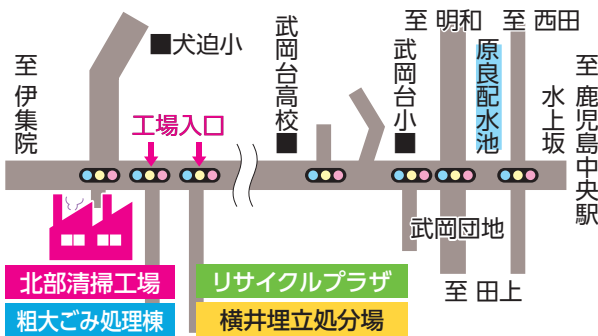 至 明和
至 西田
■犬迫小
武岡台高校■
武岡台小■
原良配水池
水上坂
至 鹿児島中央駅
至 伊集院
工場入口
武岡団地
至 田上
北部清掃工場
リサイクルプラザ
粗大ごみ処理棟
横井埋立処分場